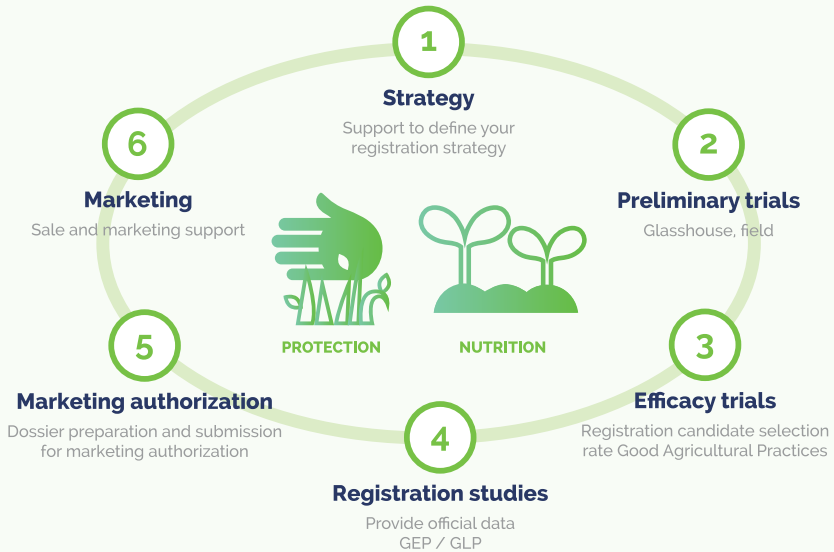 1
Strategy
Support to define your
registration strategy
2
Preliminary trials
Glasshouse, field
3
Efficacy trials
Registration candidate selection
rate Good Agricultural Practices
4
Registration studies
Provide official data
GEP / GLP
5
Marketing authorization
Dossier preparation and submission
for marketing authorization
6
Marketing
Sale and marketing support
PROTECTION
NUTRITION